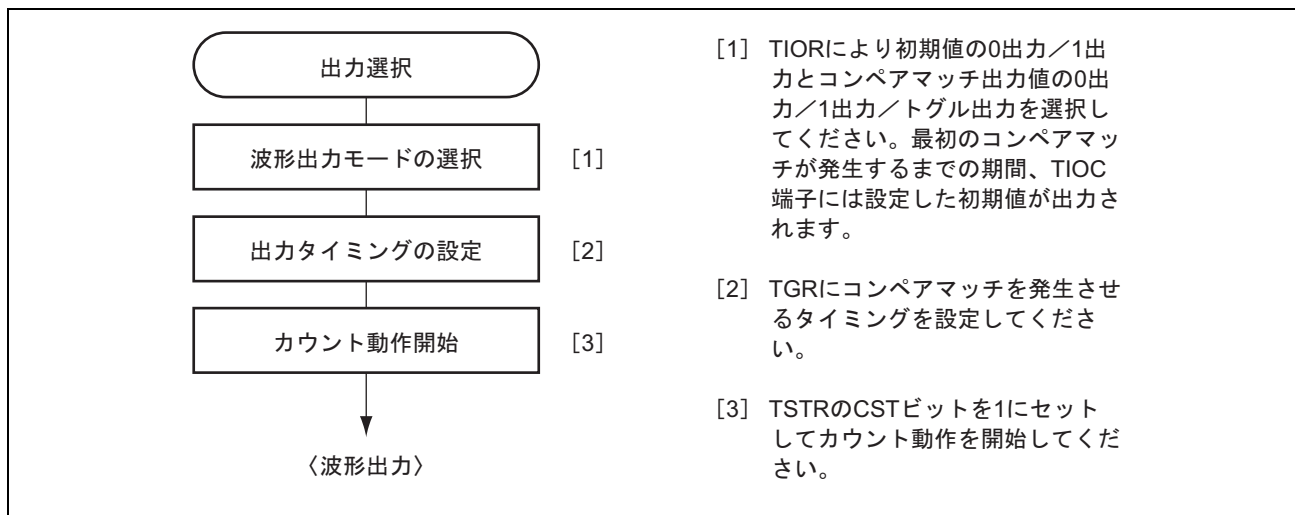 出力選択
波形出力モードの選択 [1]
出力タイミングの設定 [2]
カウント動作開始 [3]
〈波形出力〉
[1] TIORにより初期値の0出力／1出
力とコンペアマッチ出力値の0出
力／1出力／トグル出力を選択し
てください。最初のコンペアマッ
チが発生するまでの期間、TIOC
端子には設定した初期値が出力さ
れます。
[2] TGRにコンペアマッチを発生させ
るタイミングを設定してくださ
い。
[3] TSTRのCSTビットを1にセット
してカウント動作を開始してくだ
さい。